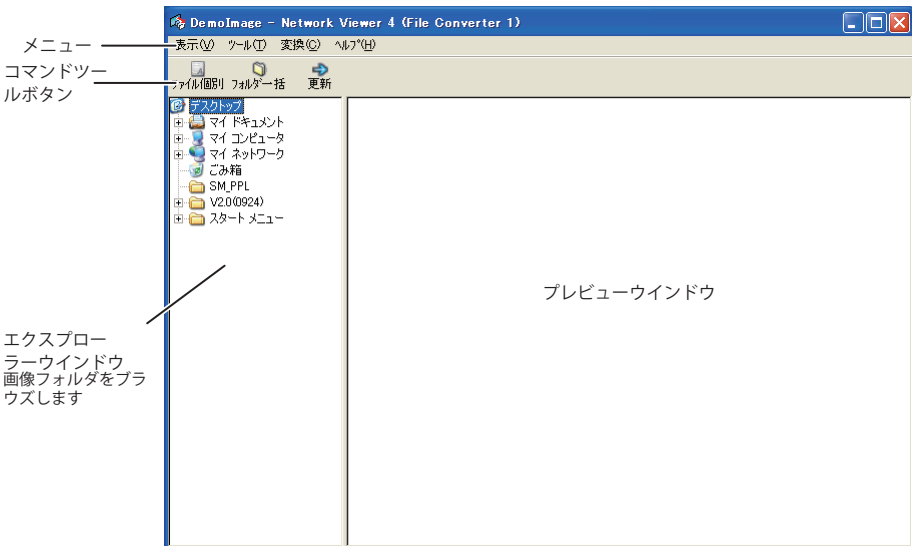 DemoImage - Network Viewer 4 (File Converter 1)
メニュー
表示(V) ツール(T) 変換(C) ヘルプ(H)
コマンドツー
ルボタン
ファイル個別 フォルダ一括 更新
デスクトップ
マイ ドキュメント
マイ コンピュータ
マイ ネットワーク
ごみ箱
SM_PPL
V2.0(0924)
スタート メニュー
プレビューウインドウ
エクスプロー
ラーウインドウ
画像フォルダをブラ
ウズします